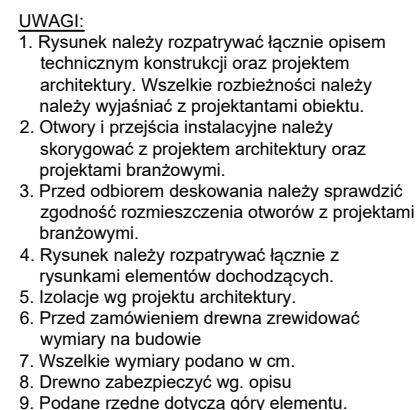 UWAGI:
1. Rysunek należy rozpatrywać łącznie opisem
technicznym konstrukcji oraz projektem
architektury. Wszelkie rozbieżności należy
należy wyjaśniać z projektantami obiektu.
2. Otwory i przejścia instalacyjne należy
skorygować z projektem architektury oraz
projektami branżowymi.
3. Przed odbiorem deskowania należy sprawdzić
zgodność rozmieszczenia otworów z projektami
branżowymi.
4. Rysunek należy rozpatrywać łącznie z
rysunkami elementów dochodzących.
5. Izolacje wg projektu architektury.
6. Przed zamówieniem drewna zrewidować
wymiary na budowie
7. Wszelkie wymiary podano w cm.
8. Drewno zabezpieczyć wg. opisu
9. Podane rzędne dotyczą góry elementu.